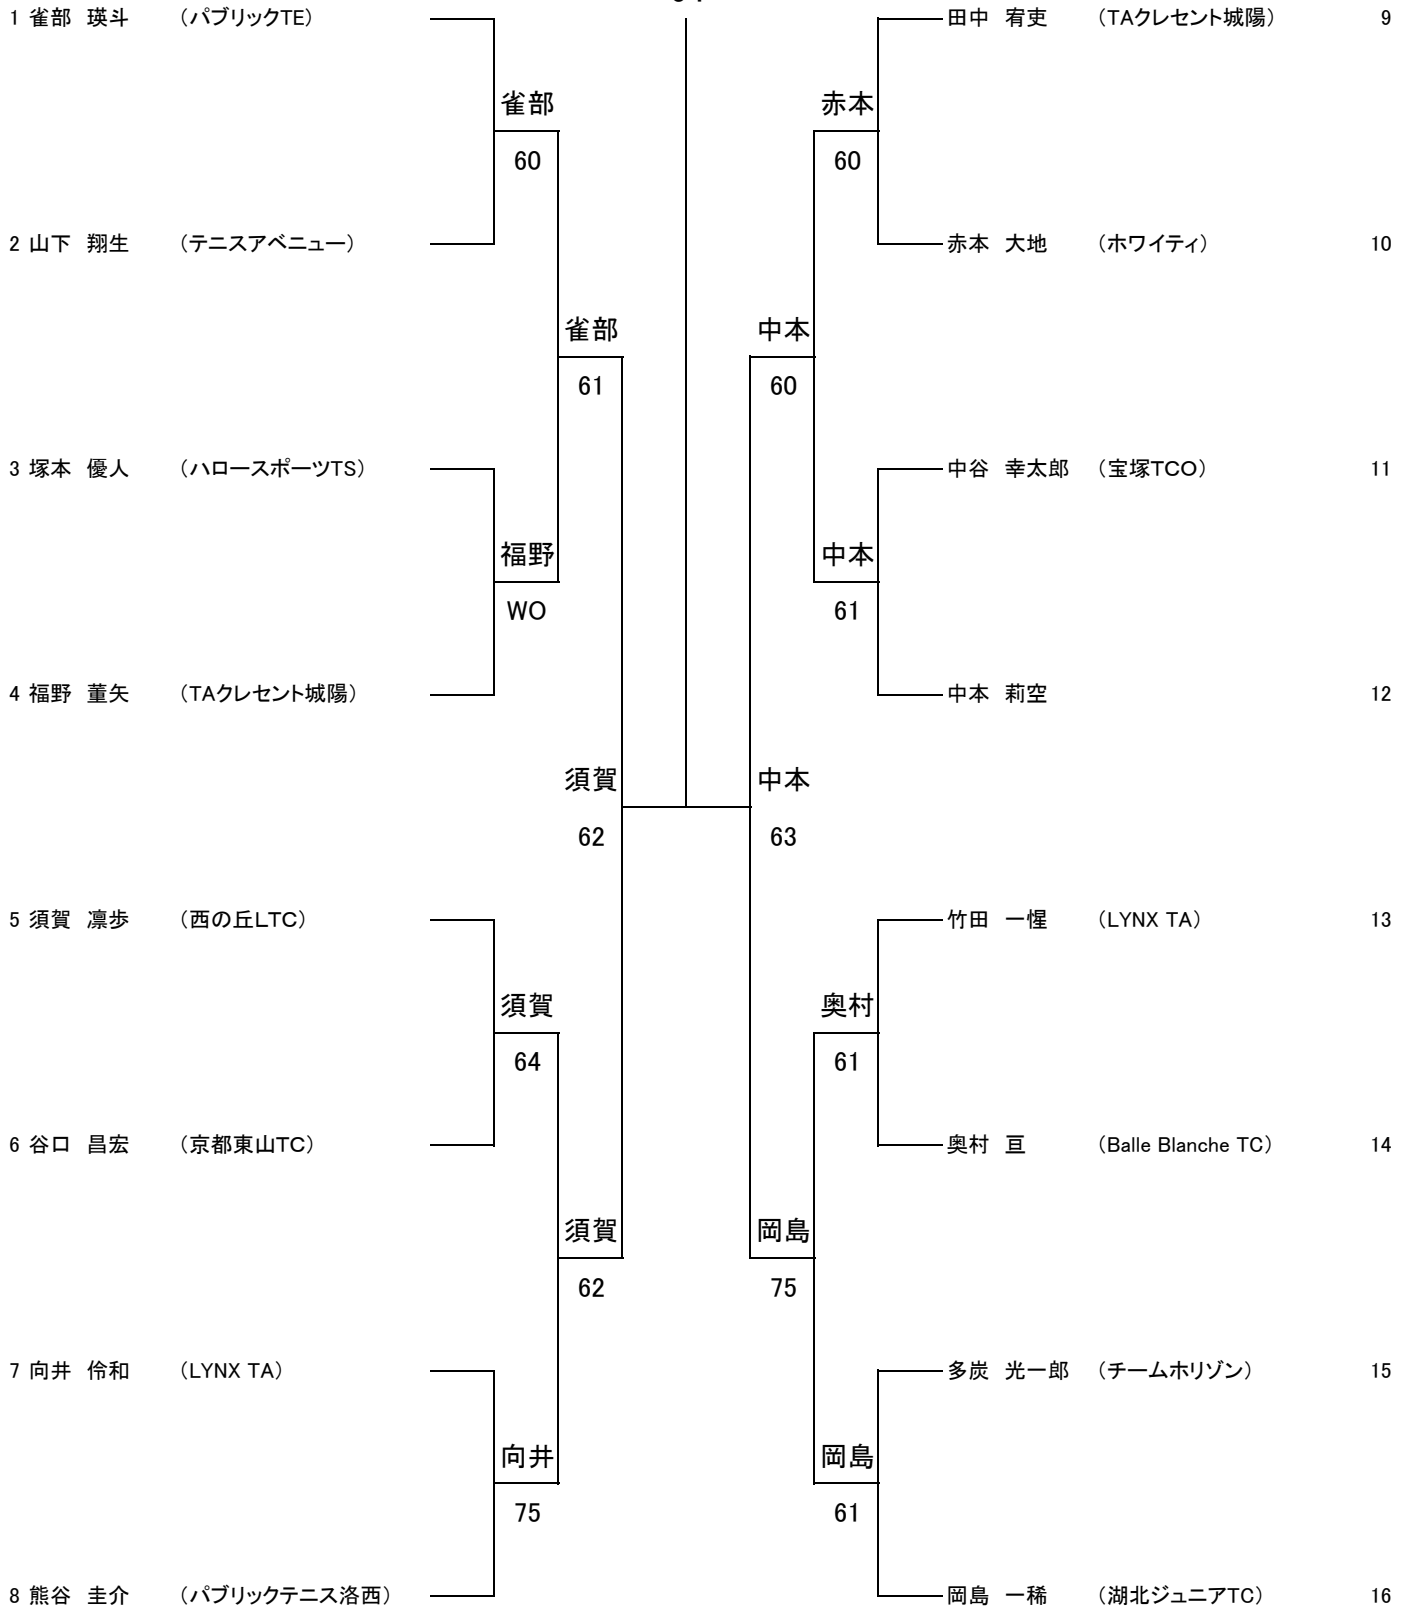 1 雀部 瑛斗 （パブリックTE） 田中 宥吏 （TAクレセント城陽） 9
雀部 赤本
60 60
2 山下 翔生 （テニスアベニュー） 赤本 大地 （ホワイティ） 10
雀部 中本
61 60
3 塚本 優人 （ハロースポーツTS） 中谷 幸太郎 （宝塚TCO） 11
福野 中本
WO 61
4 福野 董矢 （TAクレセント城陽） 中本 莉空 12
須賀 中本
62 63
5 須賀 凛歩 （西の丘LTC） 竹田 一惺 （LYNX TA） 13
須賀 奥村
64 61
6 谷口 昌宏 （京都東山TC） 奥村 亘 （Balle Blanche TC） 14
須賀 岡島
62 75
7 向井 伶和 （LYNX TA） 多炭 光一郎 （チームホリゾン） 15
向井 岡島
75 61
8 熊谷 圭介 （パブリックテニス洛西） 岡島 一稀 （湖北ジュニアTC） 16